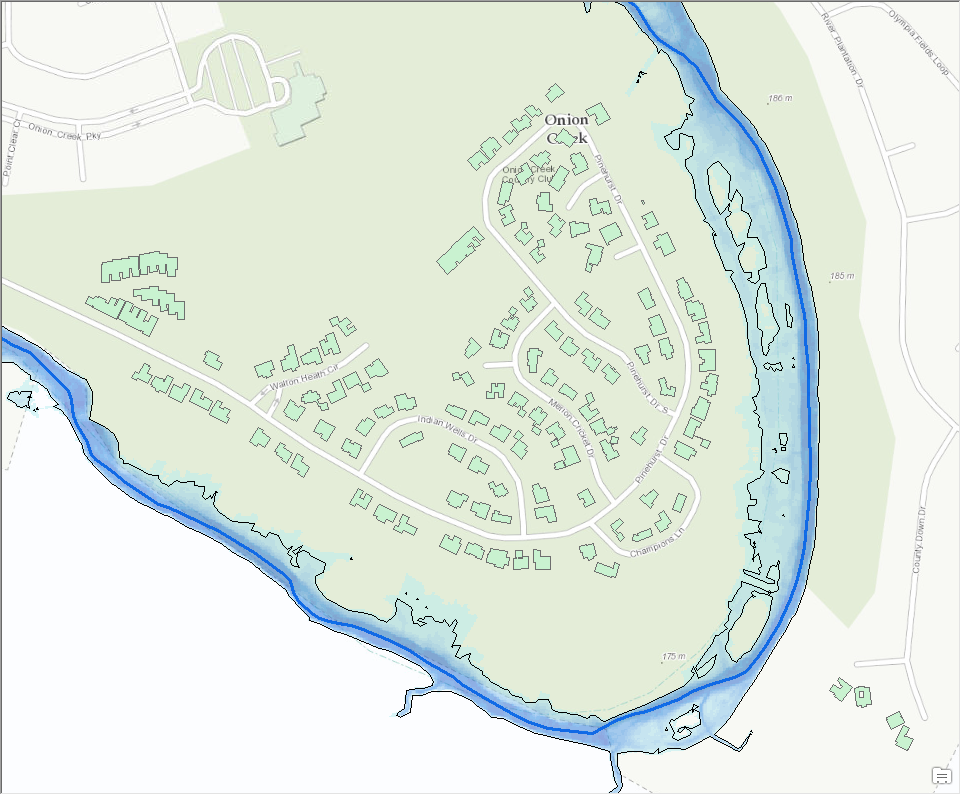 River Plantation Dr
Olympia Fields Loop
186 m
Onion Creek Pky
Point Clear C
Onion
Creek
Pinehurst Dr
Onion Creek
Country Club
185 m
Walton Heath Cir
Pinehurst Dr S
Indian Wells Dr
Merion Cricket Dr
Pinehurst Dr
Champions Ln
County Down Dr
175 m